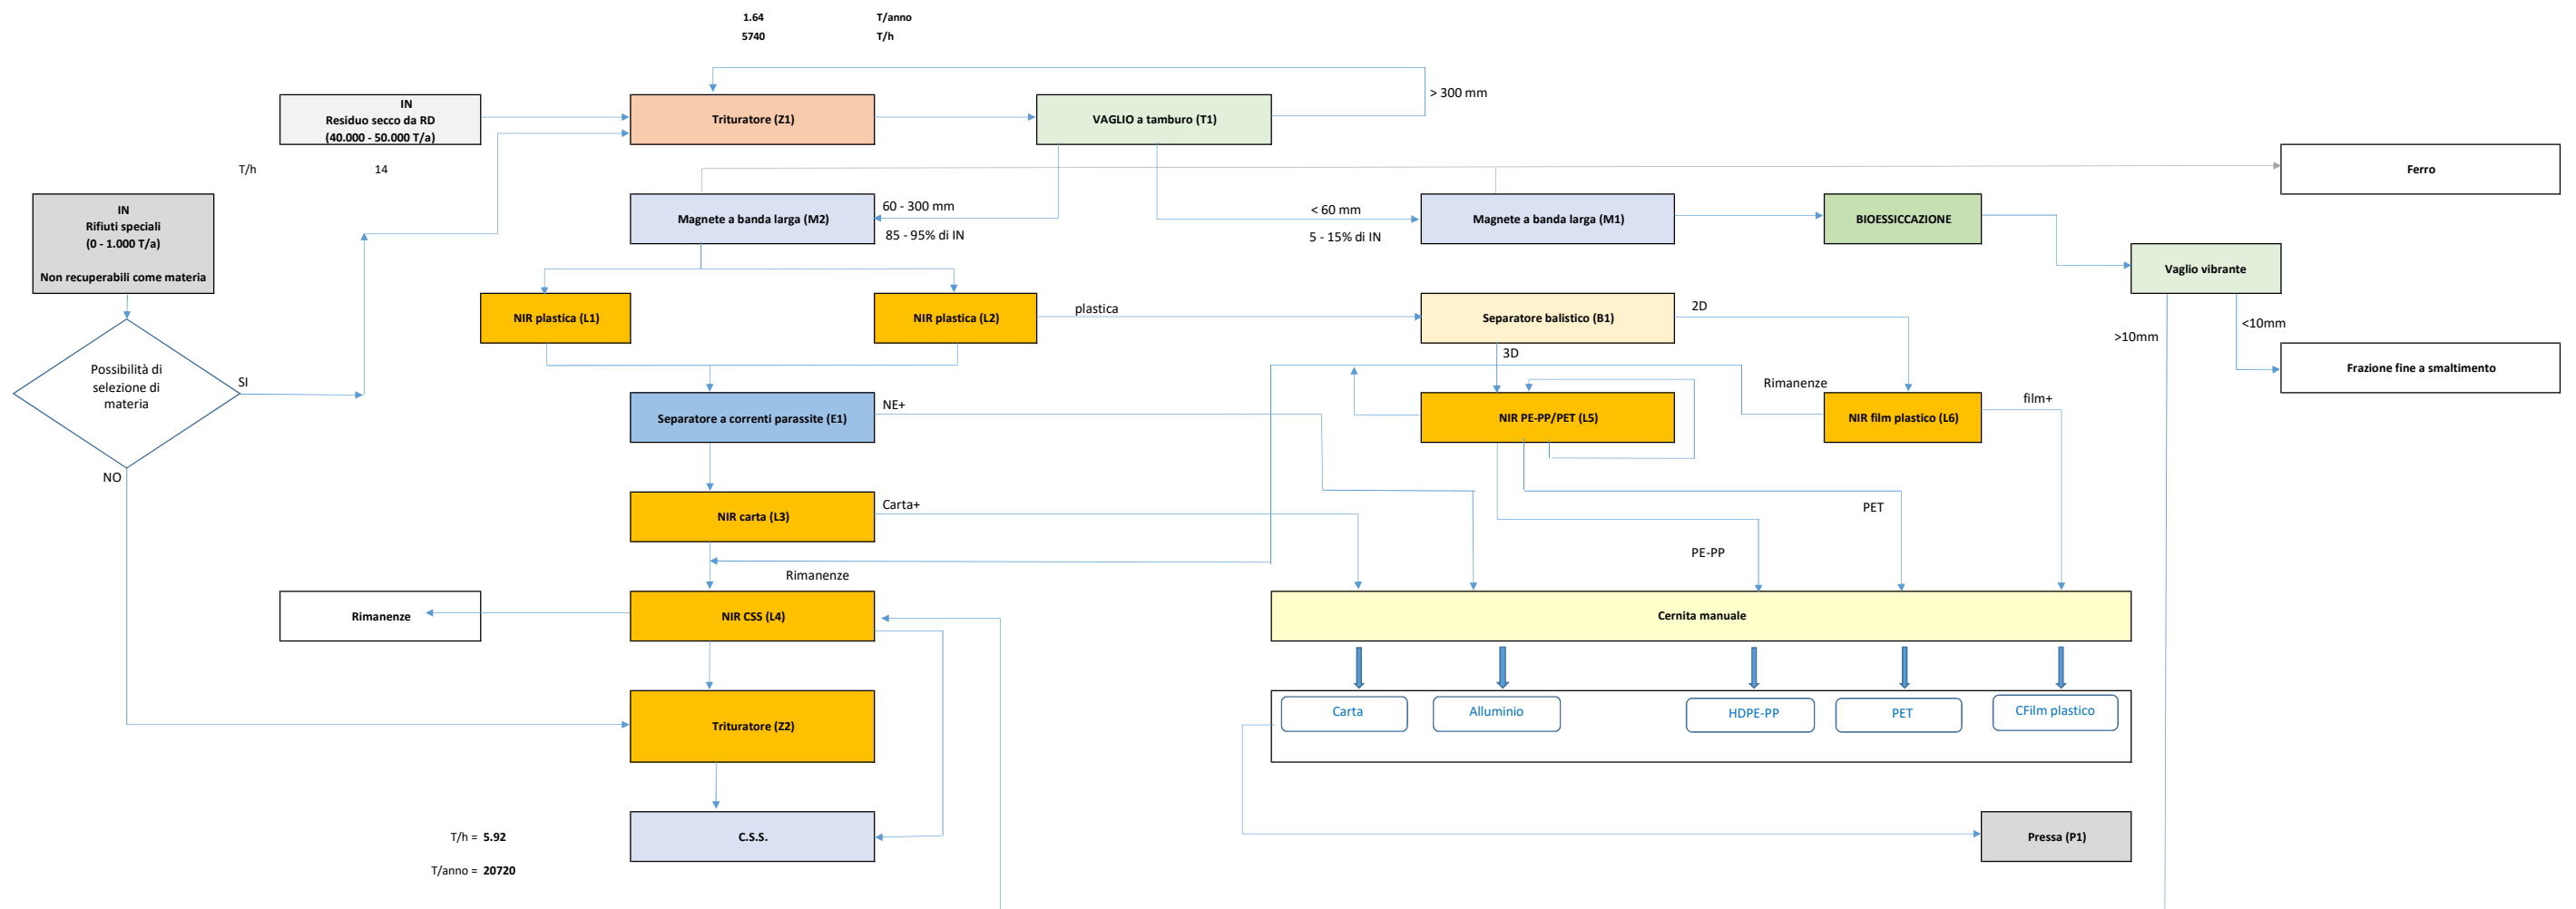 1.64 T/anno
5740 T/h
> 300 mm
IN
Residuo secco da RD
(40.000 - 50.000 T/a)
Trituratore (Z1)
VAGLIO a tamburo (T1)
T/h 14
Ferro
IN
Rifiuti speciali
(0 - 1.000 T/a)
Non recuperabili come materia
Magnete a banda larga (M2)
60 - 300 mm
85 - 95% di IN
< 60 mm
5 - 15% di IN
Magnete a banda larga (M1)
BIOESSICCAZIONE
Vaglio vibrante
NIR plastica (L1)
NIR plastica (L2)
plastica
Separatore balistico (B1)
2D
3D
>10mm
<10mm
Frazione fine a smaltimento
Possibilità di
selezione di
materia
SI
NO
Separatore a correnti parassite (E1)
NE+
NIR PE-PP/PET (L5)
Rimanenze
NIR film plastico (L6)
film+
NIR carta (L3)
Carta+
PET
PE-PP
Rimanenze
Rimanenze
NIR CSS (L4)
Cernita manuale
Trituratore (Z2)
Carta
Alluminio
HDPE-PP
PET
CFilm plastico
T/h = 5.92
C.S.S.
Pressa (P1)
T/anno = 20720